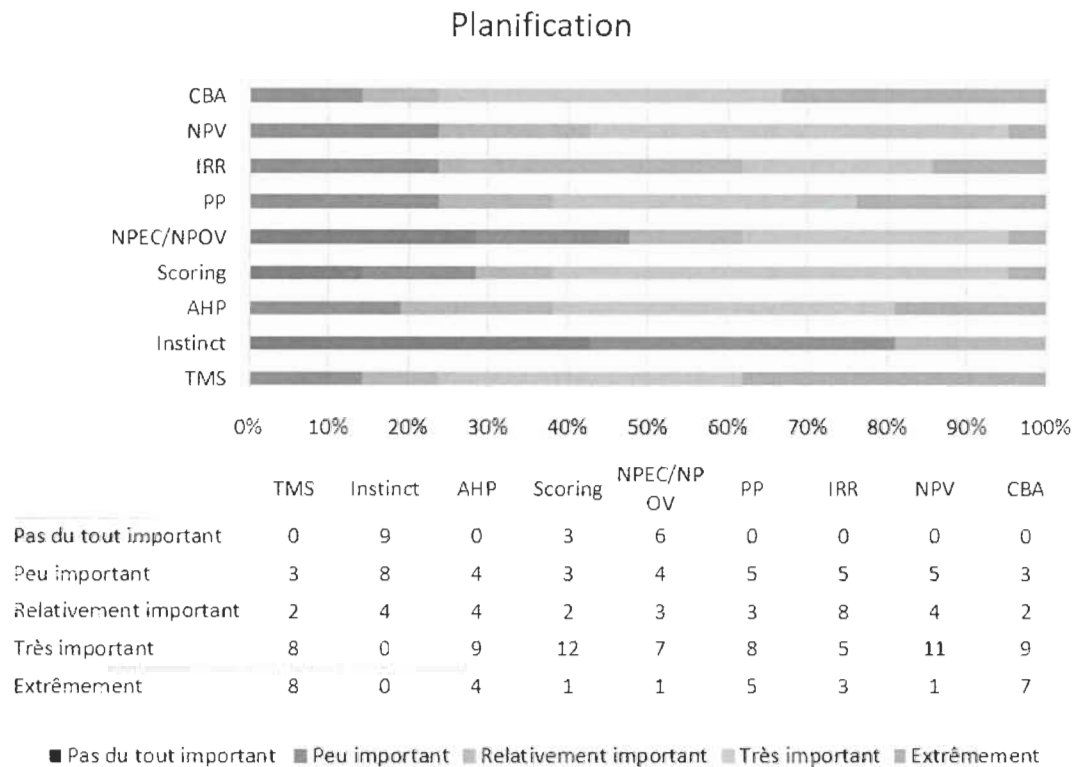 Planification
CBA
NPV
IRR
PP
NPEC/NPOV
Scoring
AHP
Instinct
TMS
0% 10% 20% 30% 40% 50% 60% 70% 80% 90% 100%
TMS Instinct AHP Scoring NPEC/NP OV PP IRR NPV CBA
Pas du tout important 0 9 0 3 6 0 0 0 0
Peu important 3 8 4 3 4 5 5 5 3
Relativement important 2 4 4 2 3 3 8 4 2
Très important 8 0 9 12 7 8 5 11 9
Extrêmement 8 0 4 1 1 5 3 1 7
Pas du tout important Peu important Relativement important Très important Extrêmement